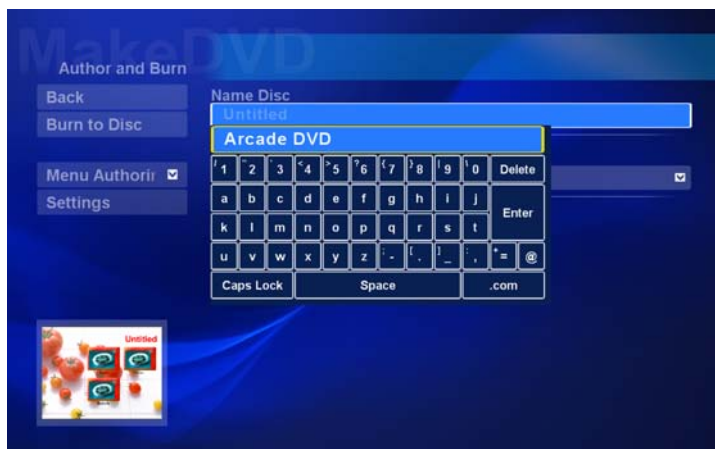 MakeDVD
Author and Burn
Back
Burn to Disc
Menu Authorin
Settings
Name Disc
Untitled
Arcade DVD
1 2 3 <4 >5 ?6 {7 }8 |9 \0 Delete
a b c d e f g h i j
Enter
k l m n o p q r s t
u v w x y z ;- [. ]_ :, += @
Caps Lock Space .com
Untitled